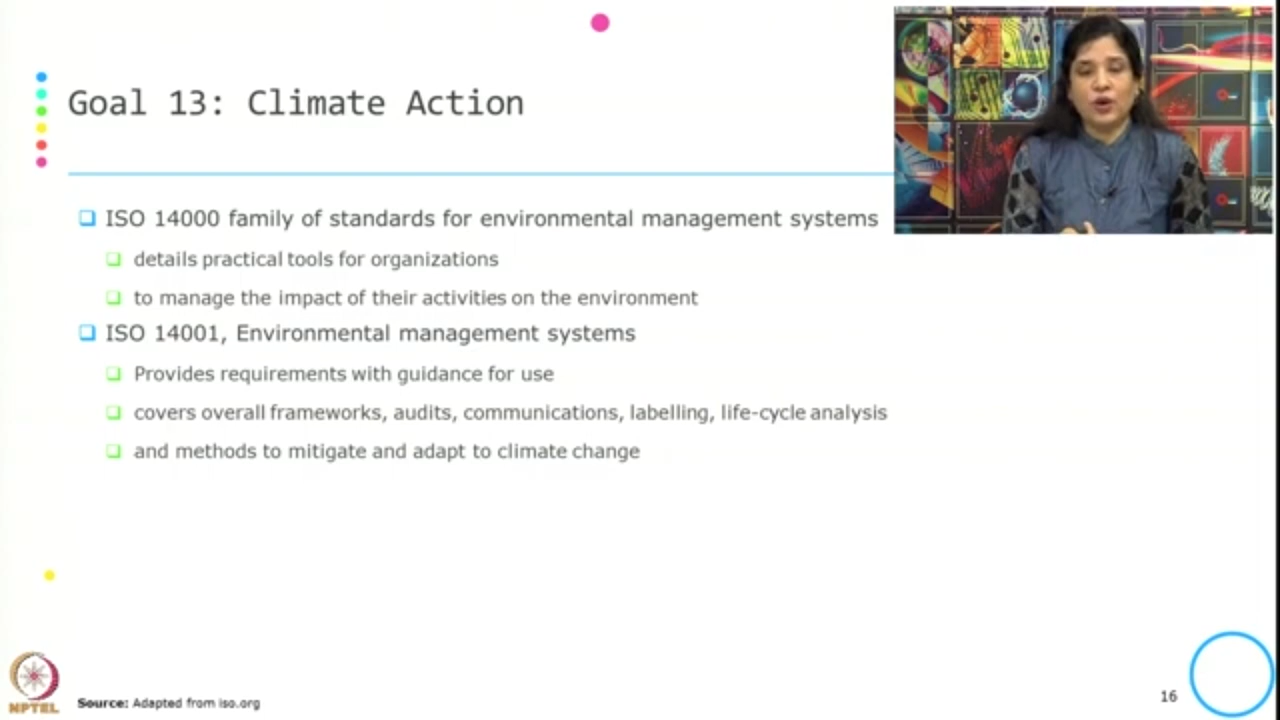 Goal 13: Climate Action
❑ ISO 14000 family of standards for environmental management systems
❑ details practical tools for organizations
❑ to manage the impact of their activities on the environment
❑ ISO 14001, Environmental management systems
❑ Provides requirements with guidance for use
❑ covers overall frameworks, audits, communications, labelling, life-cycle analysis
❑ and methods to mitigate and adapt to climate change
NPTEL
Source: Adapted from iso.org
16